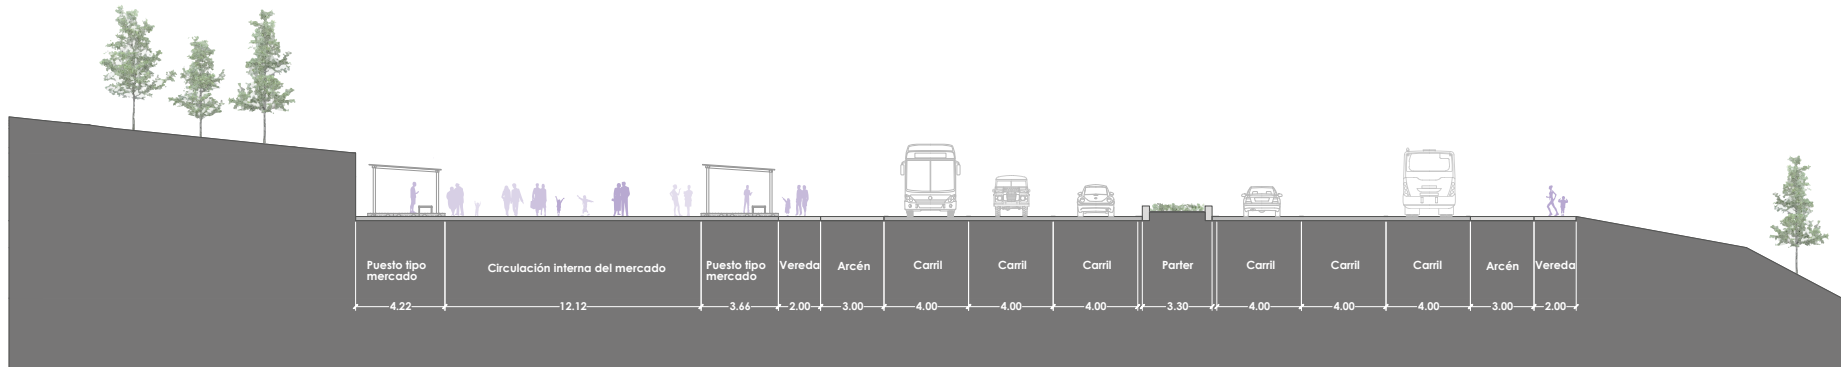 Puesto tipo
mercado
Circulación interna del mercado
Puesto tipo
mercado
Vereda
Arcén
Carril
Carril
Carril
Parter
Carril
Carril
Carril
Arcén
Vereda
4.22
12.12
3.66
2.00
3.00
4.00
4.00
4.00
3.30
4.00
4.00
4.00
3.00
2.00